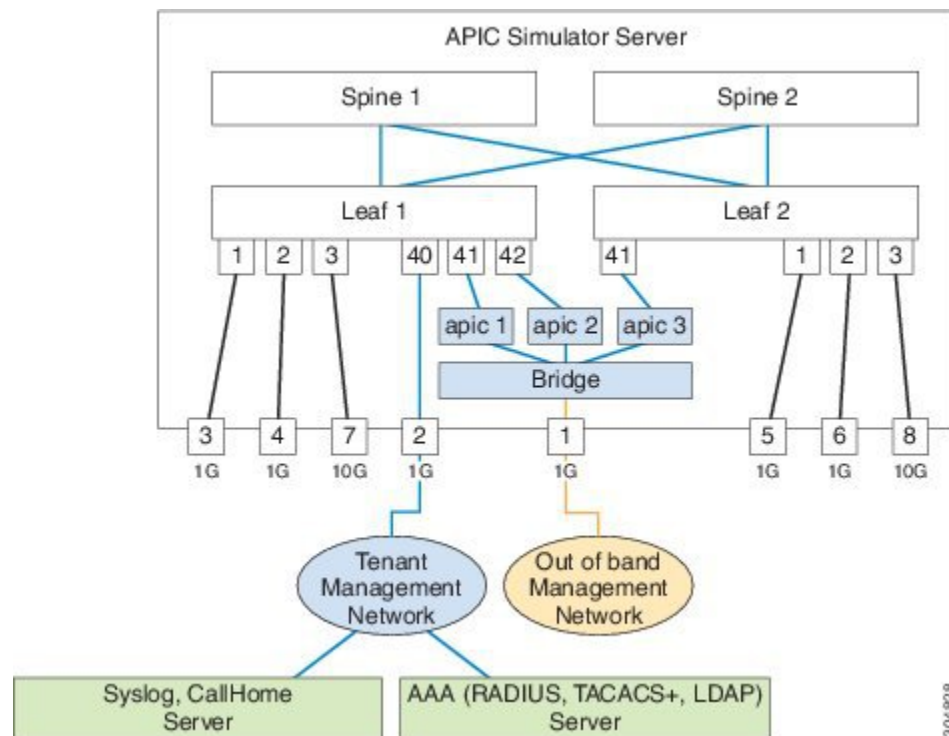 APIC Simulator Server
Spine 1
Spine 2
Leaf 1
Leaf 2
1 2 3 40 41 42
41
1 2 3
apic 1
apic 2
apic 3
Bridge
3 4 7 2 1 5 6 8
1G 1G 10G 1G 1G 1G 1G 10G
Tenant
Management
Network
Out of band
Management
Network
Syslog, CallHome
Server
AAA (RADIUS, TACACS+, LDAP)
Server